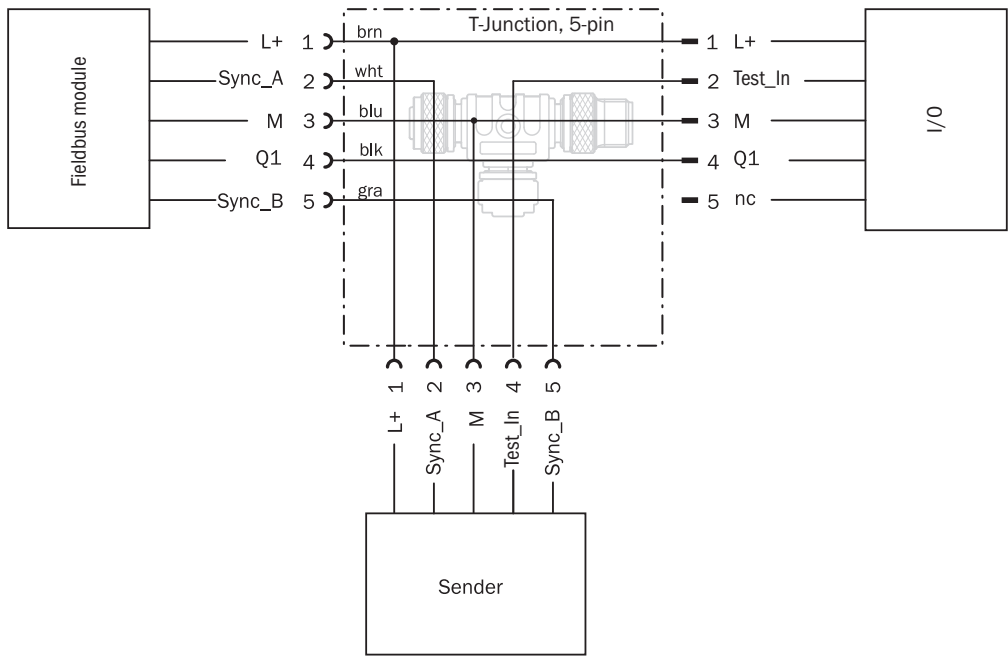 T-Junction, 5-pin
Fieldbus module
L+ 1 brn
Sync_A 2 wht
M 3 blu
Q1 4 blk
Sync_B 5 gra
1 L+
2 Test_In
3 M
4 Q1
5 nc
I/O
1 2 3 4 5
L+ Sync_A M Test_In Sync_B
Sender